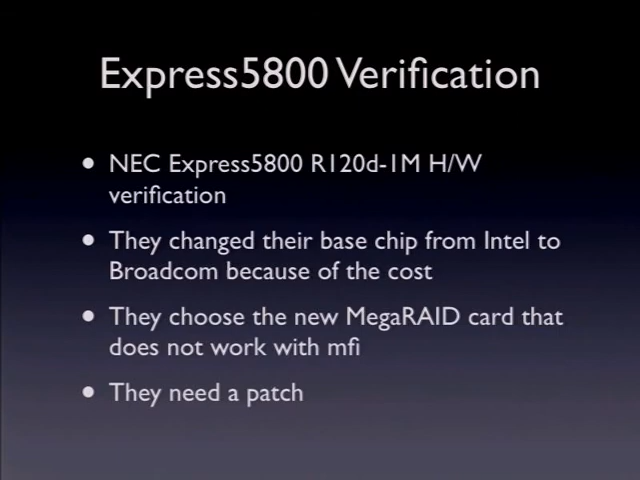 Express5800 Verification
• NEC Express5800 R120d-1M H/W
verification
• They changed their base chip from Intel to
Broadcom because of the cost
• They choose the new MegaRAID card that
does not work with mfi
• They need a patch